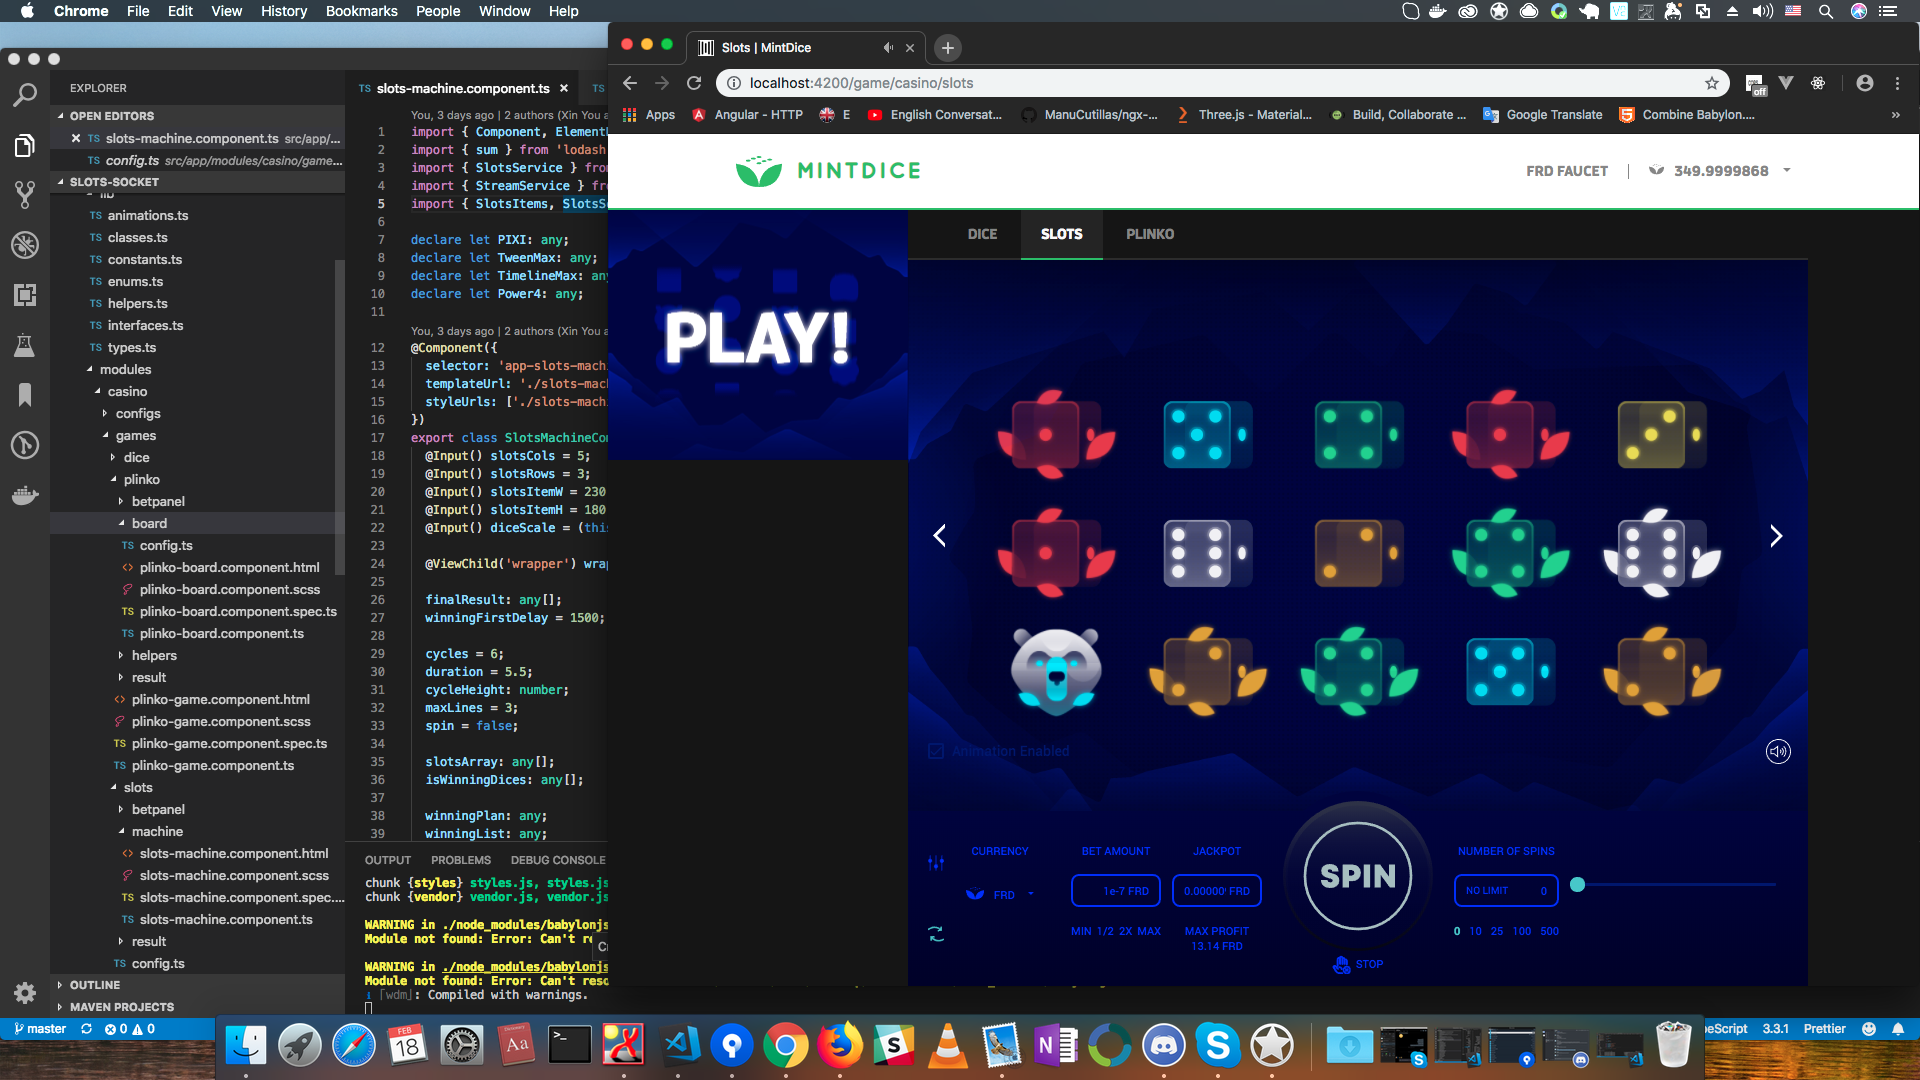 Chrome File Edit View History Bookmarks People Window Help
EXPLORER
OPEN EDITORS
TS slots-machine.component.ts src/app/
TS config.ts src/app/modules/casino/game...
SLOTS-SOCKET
lib
TS animations.ts
TS classes.ts
TS constants.ts
TS enums.ts
TS helpers.ts
TS interfaces.ts
TS types.ts
modules
casino
configs
games
dice
plinko
betpanel
board
TS config.ts
<> plinko-board.component.html
plinko-board.component.scss
TS plinko-board.component.spec.ts
TS plinko-board.component.ts
helpers
result
<> plinko-game.component.html
plinko-game.component.scss
TS plinko-game.component.spec.ts
TS plinko-game.component.ts
slots
betpanel
machine
<> slots-machine.component.html
slots-machine.component.scss
TS slots-machine.component.spec....
TS slots-machine.component.ts
result
TS config.ts
OUTLINE
MAVEN PROJECTS
master 0 0
TS slots-machine.component.ts TS
You, 3 days ago | 2 authors (Xin You a
1 import { Component, Element
2 import { sum } from 'lodash
3 import { SlotsService } from
4 import { StreamService } fr
5 import { SlotsItems, SlotsS
6
7 declare let PIXI: any;
8 declare let TweenMax: any;
9 declare let TimelineMax: any
10 declare let Power4: any;
11
You, 3 days ago | 2 authors (Xin You a
12 @Component({
13 selector: 'app-slots-machi
14 templateUrl: './slots-mach
15 styleUrls: ['./slots-machi
16 })
17 export class SlotsMachineCom
18 @Input() slotsCols = 5;
19 @Input() slotsRows = 3;
20 @Input() slotsItemW = 230
21 @Input() slotsItemH = 180
22 @Input() diceScale = (this
23
24 @ViewChild('wrapper') wrap
25
26 finalResult: any[];
27 winningFirstDelay = 1500;
28
29 cycles = 6;
30 duration = 5.5;
31 cycleHeight: number;
32 maxLines = 3;
33 spin = false;
34
35 slotsArray: any[];
36 isWinningDices: any[];
37
38 winningPlan: any;
39 winningList: any;
OUTPUT PROBLEMS DEBUG CONSOLE
chunk {styles} styles.js, styles.js
chunk {vendor} vendor.js, vendor.js
WARNING in ./node_modules/babylonjs
Module not found: Error: Can't re
WARNING in ./node_modules/babylonjs
Module not found: Error: Can't reso
i ｢wdm｣: Compiled with warnings.
Slots | MintDice
localhost:4200/game/casino/slots
off
Apps Angular - HTTP E English Conversat... ManuCutillas/ngx-... Three.js - Material... Build, Collaborate ... Google Translate Combine Babylon.... »
MINTDICE
FRD FAUCET | 349.9999868
PLAY!
DICE SLOTS PLINKO
Animation Enabled
CURRENCY BET AMOUNT JACKPOT NUMBER OF SPINS
SPIN
FRD 1e-7 FRD 0.00000' FRD NO LIMIT 0
MIN 1/2 2X MAX MAX PROFIT 0 10 25 100 500
13.14 FRD
STOP
peScript 3.3.1 Prettier
FEB
18
Aa
>_
S
N
S